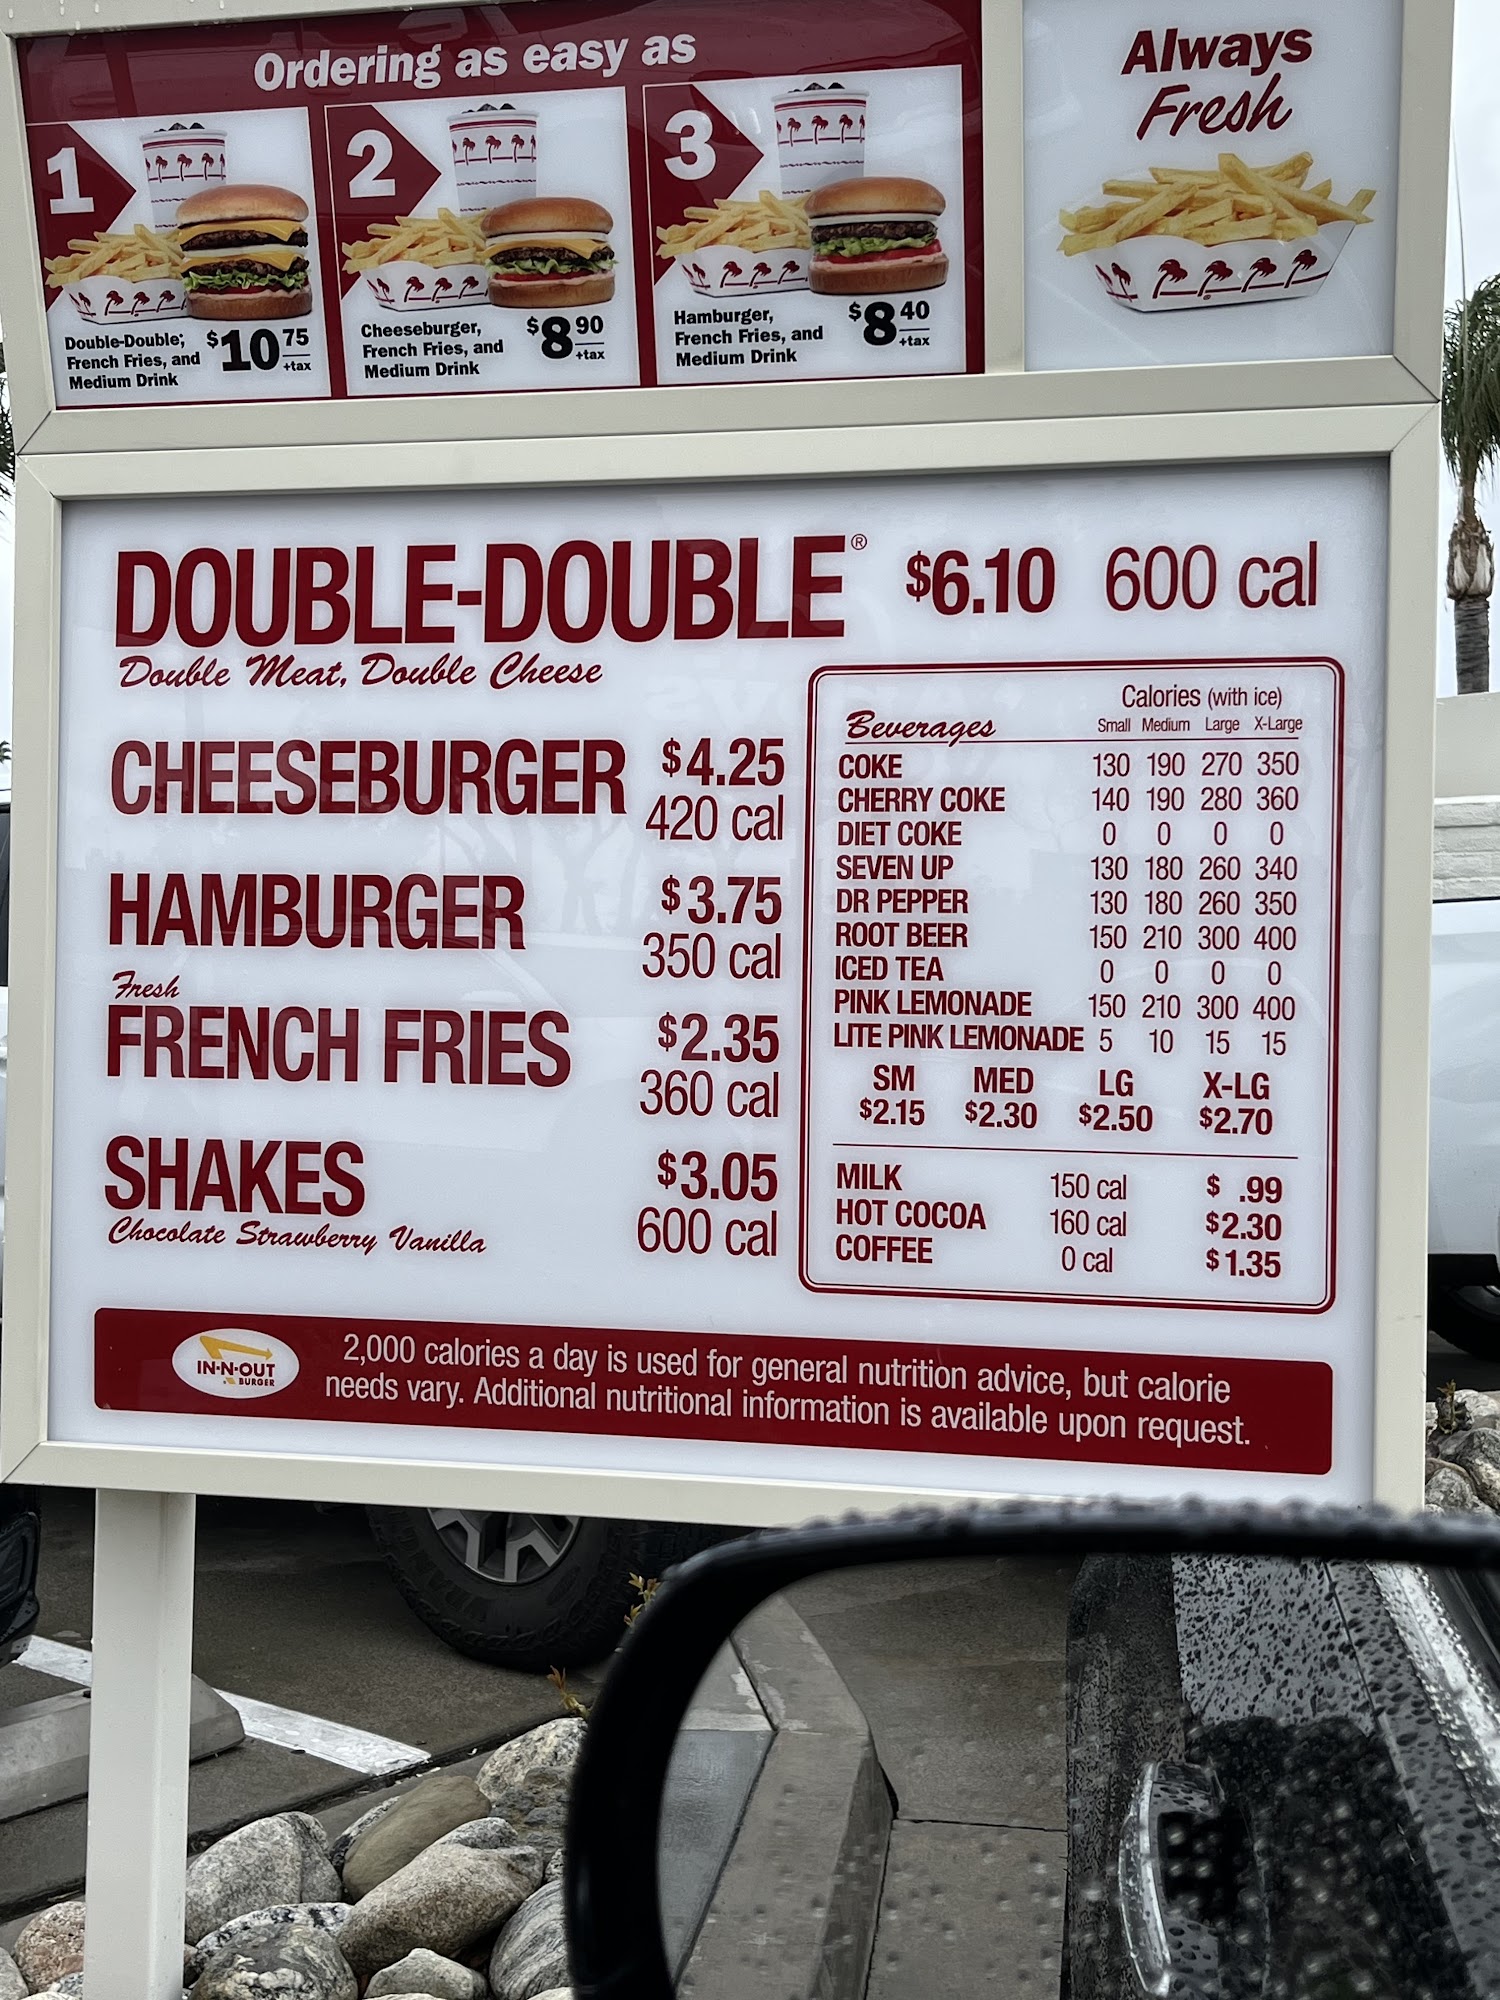 Ordering as easy as
1
Double-Double®,
French Fries, and
Medium Drink
$10 75
+tax
2
Cheeseburger,
French Fries, and
Medium Drink
$8 90
+tax
3
Hamburger,
French Fries, and
Medium Drink
$8 40
+tax
Always
Fresh
DOUBLE-DOUBLE® $6.10 600 cal
Double Meat, Double Cheese
CHEESEBURGER $4.25
420 cal
HAMBURGER $3.75
350 cal
Fresh
FRENCH FRIES $2.35
360 cal
SHAKES $3.05
Chocolate Strawberry Vanilla 600 cal
Calories (with ice)
Beverages Small Medium Large X-Large
COKE 130 190 270 350
CHERRY COKE 140 190 280 360
DIET COKE 0 0 0 0
SEVEN UP 130 180 260 340
DR PEPPER 130 180 260 350
ROOT BEER 150 210 300 400
ICED TEA 0 0 0 0
PINK LEMONADE 150 210 300 400
LITE PINK LEMONADE 5 10 15 15
SM MED LG X-LG
$2.15 $2.30 $2.50 $2.70
MILK 150 cal $ .99
HOT COCOA 160 cal $2.30
COFFEE 0 cal $1.35
IN-N-OUT
BURGER
2,000 calories a day is used for general nutrition advice, but calorie
needs vary. Additional nutritional information is available upon request.